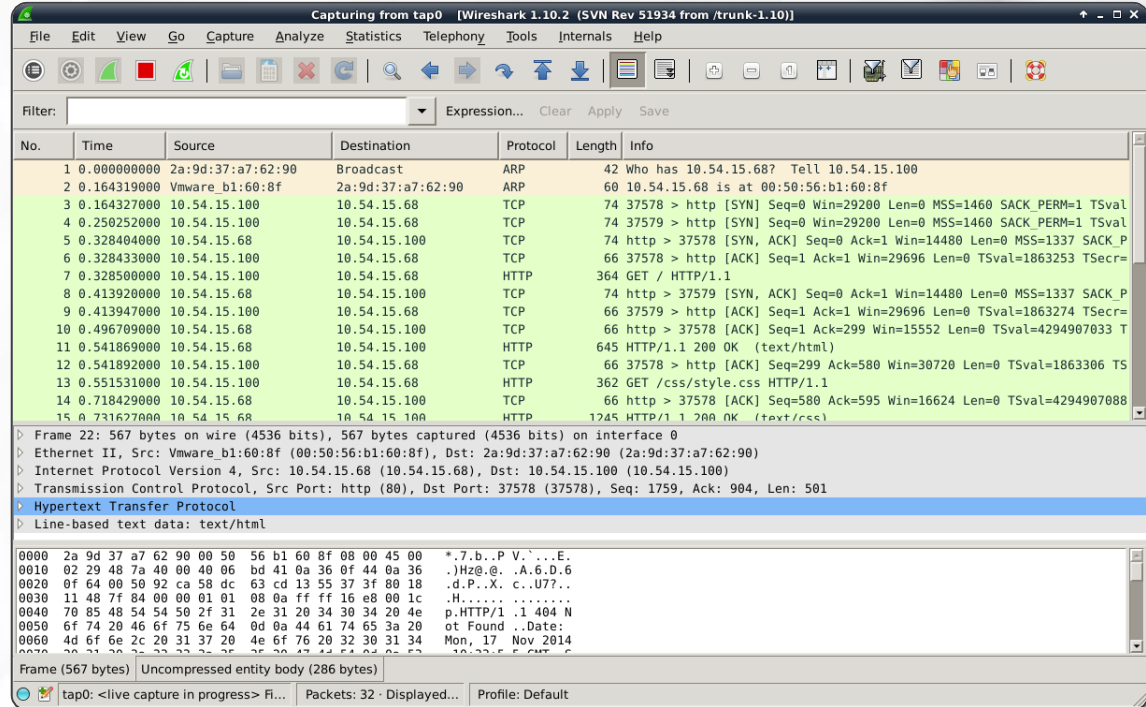 Capturing from tap0 [Wireshark 1.10.2 (SVN Rev 51934 from /trunk-1.10)]
File Edit View Go Capture Analyze Statistics Telephony Tools Internals Help
Filter: Expression... Clear Apply Save
No. Time Source Destination Protocol Length Info
1 0.000000000 2a:9d:37:a7:62:90 Broadcast ARP 42 Who has 10.54.15.68? Tell 10.54.15.100
2 0.164319000 Vmware_b1:60:8f 2a:9d:37:a7:62:90 ARP 60 10.54.15.68 is at 00:50:56:b1:60:8f
3 0.164327000 10.54.15.100 10.54.15.68 TCP 74 37578 > http [SYN] Seq=0 Win=29200 Len=0 MSS=1460 SACK_PERM=1 TSval
4 0.250252000 10.54.15.100 10.54.15.68 TCP 74 37579 > http [SYN] Seq=0 Win=29200 Len=0 MSS=1460 SACK_PERM=1 TSval
5 0.328404000 10.54.15.68 10.54.15.100 TCP 74 http > 37578 [SYN, ACK] Seq=0 Ack=1 Win=14480 Len=0 MSS=1337 SACK_P
6 0.328433000 10.54.15.100 10.54.15.68 TCP 66 37578 > http [ACK] Seq=1 Ack=1 Win=29696 Len=0 TSval=1863253 TSecr=
7 0.328500000 10.54.15.100 10.54.15.68 HTTP 364 GET / HTTP/1.1
8 0.413920000 10.54.15.68 10.54.15.100 TCP 74 http > 37579 [SYN, ACK] Seq=0 Ack=1 Win=14480 Len=0 MSS=1337 SACK_P
9 0.413947000 10.54.15.100 10.54.15.68 TCP 66 37579 > http [ACK] Seq=1 Ack=1 Win=29696 Len=0 TSval=1863274 TSecr=
10 0.496709000 10.54.15.68 10.54.15.100 TCP 66 http > 37578 [ACK] Seq=1 Ack=299 Win=15552 Len=0 TSval=4294907033 T
11 0.541869000 10.54.15.68 10.54.15.100 HTTP 645 HTTP/1.1 200 OK (text/html)
12 0.541892000 10.54.15.100 10.54.15.68 TCP 66 37578 > http [ACK] Seq=299 Ack=580 Win=30720 Len=0 TSval=1863306 TS
13 0.551531000 10.54.15.100 10.54.15.68 HTTP 362 GET /css/style.css HTTP/1.1
14 0.718429000 10.54.15.68 10.54.15.100 TCP 66 http > 37578 [ACK] Seq=580 Ack=595 Win=16624 Len=0 TSval=4294907088
15 0.731627000 10.54.15.68 10.54.15.100 HTTP 1245 HTTP/1.1 200 OK (text/css)
Frame 22: 567 bytes on wire (4536 bits), 567 bytes captured (4536 bits) on interface 0
Ethernet II, Src: Vmware_b1:60:8f (00:50:56:b1:60:8f), Dst: 2a:9d:37:a7:62:90 (2a:9d:37:a7:62:90)
Internet Protocol Version 4, Src: 10.54.15.68 (10.54.15.68), Dst: 10.54.15.100 (10.54.15.100)
Transmission Control Protocol, Src Port: http (80), Dst Port: 37578 (37578), Seq: 1759, Ack: 904, Len: 501
Hypertext Transfer Protocol
Line-based text data: text/html
0000 2a 9d 37 a7 62 90 00 50 56 b1 60 8f 08 00 45 00 *.7.b..P V.`...E.
0010 02 29 48 7a 40 00 40 06 bd 41 0a 36 0f 44 0a 36 .)Hz@.@. .A.6.D.6
0020 0f 64 00 50 92 ca 58 dc 63 cd 13 55 37 3f 80 18 .d.P..X. c..U7?..
0030 11 48 7f 84 00 00 01 01 08 0a ff ff 16 e8 00 1c .H...... ........
0040 70 85 48 54 54 50 2f 31 2e 31 20 34 30 34 20 4e p.HTTP/1 .1 404 N
0050 6f 74 20 46 6f 75 6e 64 0d 0a 44 61 74 65 3a 20 ot Found ..Date:
0060 4d 6f 6e 2c 20 31 37 20 4e 6f 76 20 32 30 31 34 Mon, 17 Nov 2014
Frame (567 bytes) Uncompressed entity body (286 bytes)
tap0: <live capture in progress> Fi... Packets: 32 · Displayed... Profile: Default